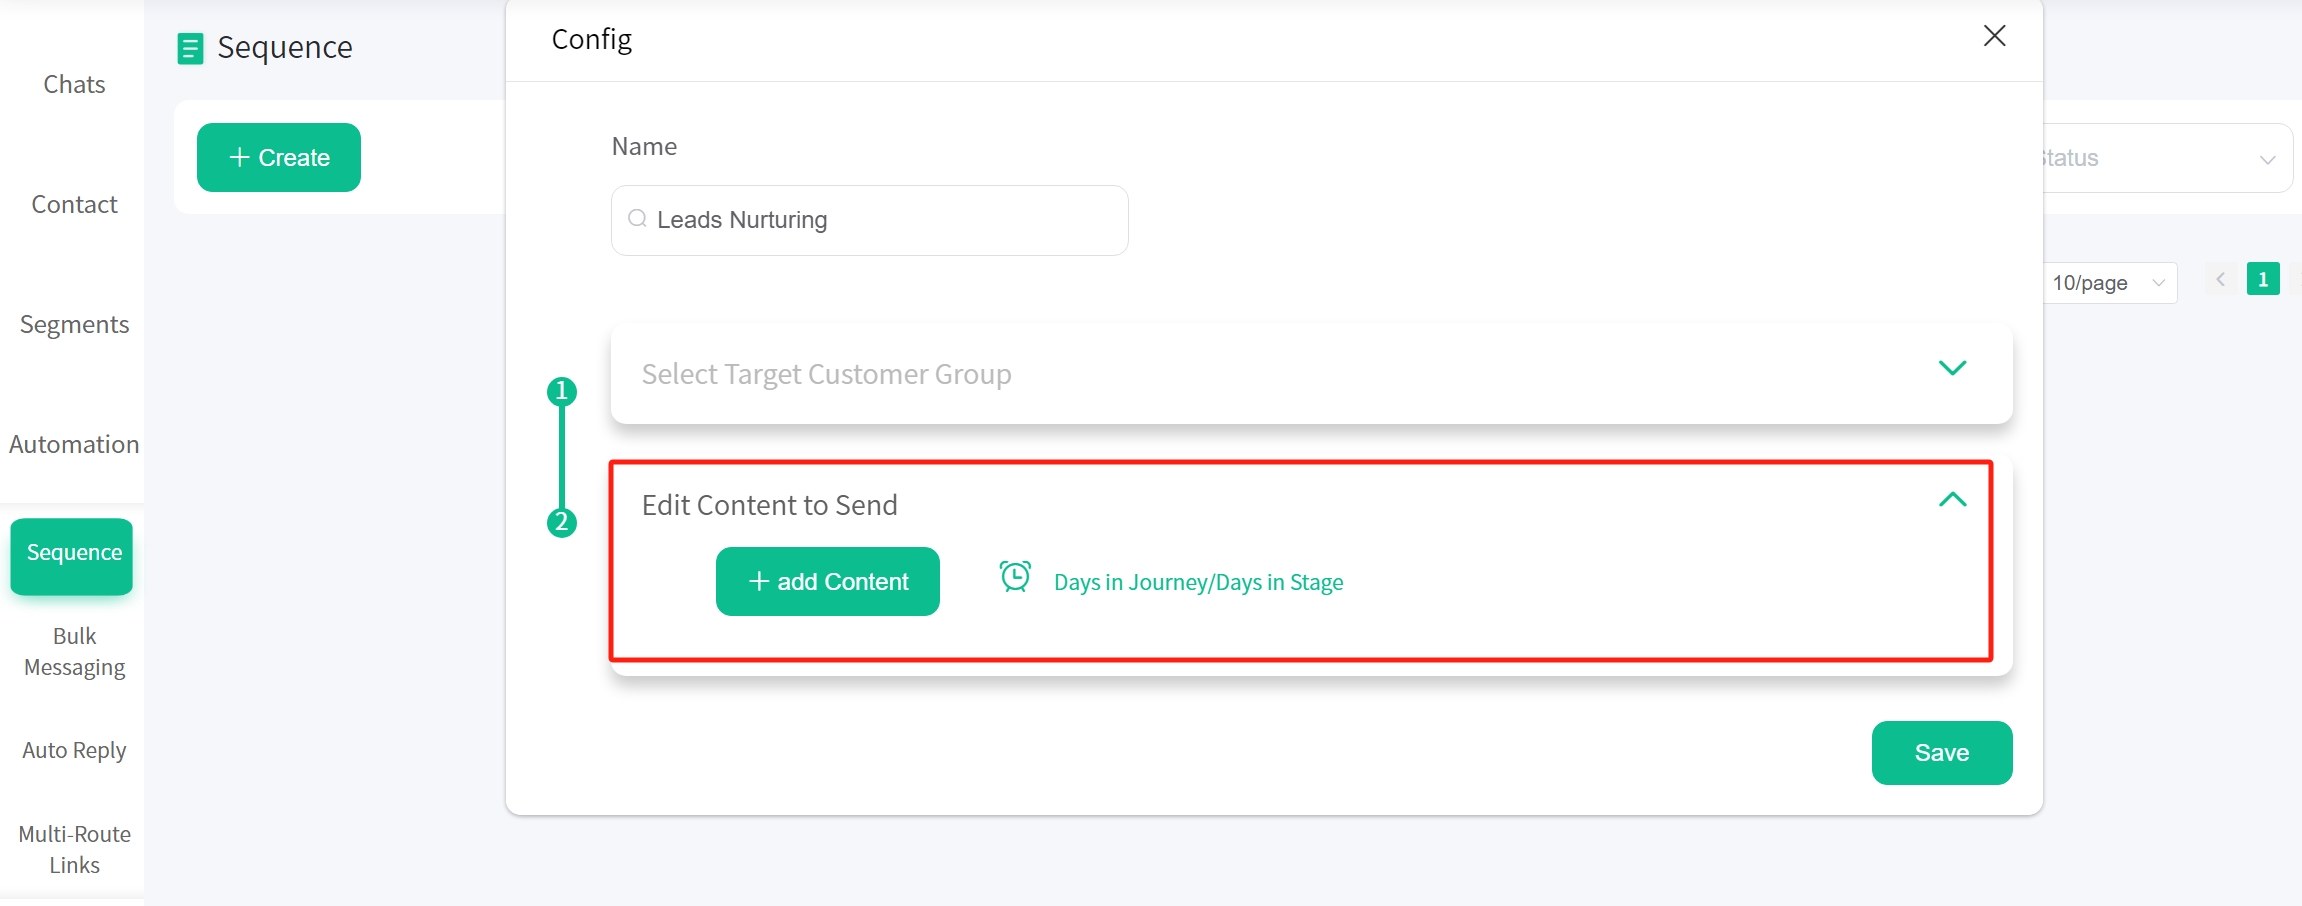 Chats
Contact
Segments
Automation
Sequence
Bulk
Messaging
Auto Reply
Multi-Route
Links
Sequence
+ Create
Config
Name
Leads Nurturing
1
Select Target Customer Group
2
Edit Content to Send
+ add Content
Days in Journey/Days in Stage
Save
tatus
10/page
1